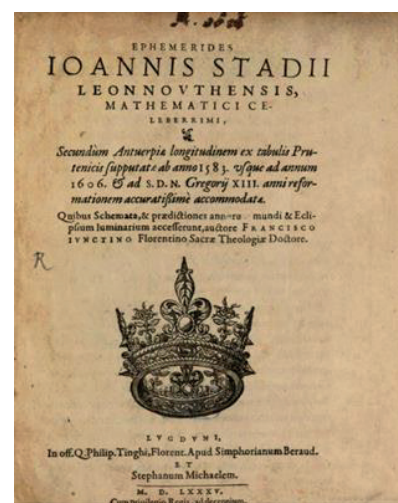 EPHEMERIDES
IOANNIS STADII
LEONNOVTHENSIS,
MATHEMATICI CE-
LEBERRIMI,
Secundùm Antuerpiæ longitudinem ex tabulis Pru-
tenicis supputatæ ab anno 1583. vsque ad annum
1606. & ad S. D. N. Gregorij XIII. anni refor-
mationem accuratißimè accommodatæ.
Quibus Schemata, & prædictiones mundi & Ecli-
psium luminarium accesserunt, auctore FRANCISCO
IVNCTINO Florentino Sacræ Theologiæ Doctore.
R
LVGDVNI,
In off. Q. Philip. Tinghi, Florent. Apud Simphorianum Beraud.
ET
Stephanum Michaelem.
M. D. LXXXV.